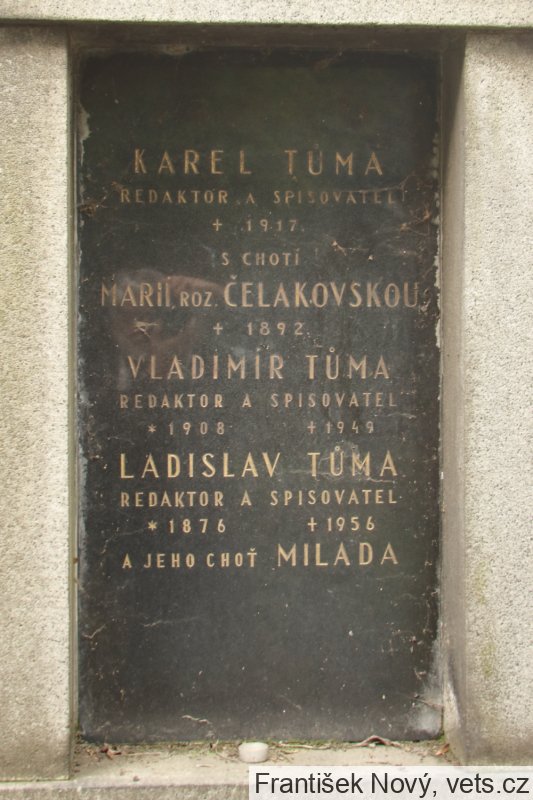 KAREL TŮMA
REDAKTOR A SPISOVATEL
+ 1917
S CHOTÍ
MARIÍ, ROZ. ČELAKOVSKOU
+ 1892
VLADIMÍR TŮMA
REDAKTOR A SPISOVATEL
* 1908 + 1949
LADISLAV TŮMA
REDAKTOR A SPISOVATEL
* 1876 + 1956
A JEHO CHOŤ MILADA
František Nový, vets.cz